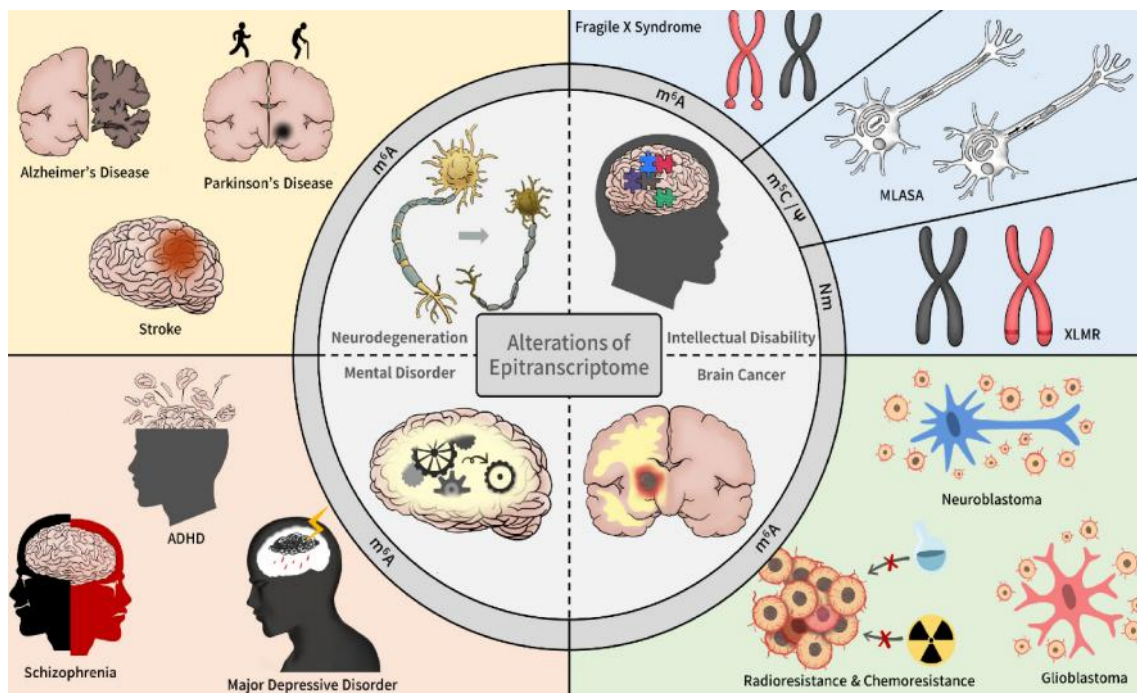 Fragile X Syndrome
m⁶A
Alzheimer's Disease
Parkinson's Disease
m⁶A
MLASA
m⁵C / Ψ
Nm
Stroke
XLMR
Neurodegeneration
Intellectual Disability
Alterations of
Epitranscriptome
Mental Disorder
Brain Cancer
ADHD
Neuroblastoma
m⁶A
m⁶A
Schizophrenia
Major Depressive Disorder
Radioresistance & Chemoresistance
Glioblastoma